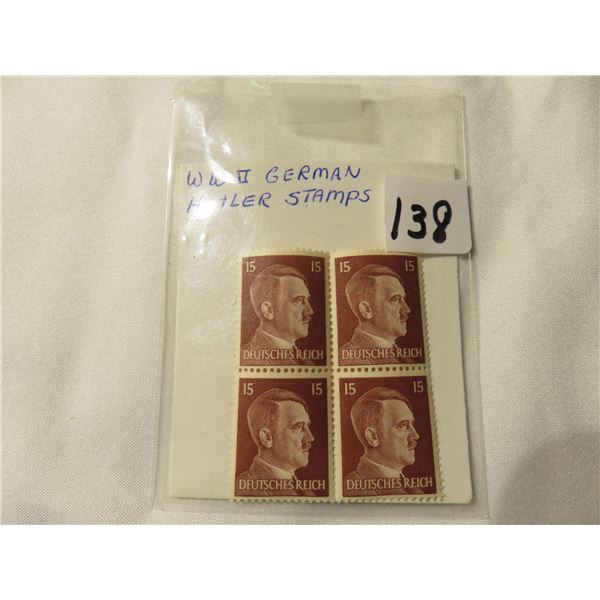 WW II GERMAN
HITLER STAMPS
138
15 15 15 15
DEUTSCHES REICH DEUTSCHES REICH
15 15 15 15
DEUTSCHES REICH DEUTSCHES REICH